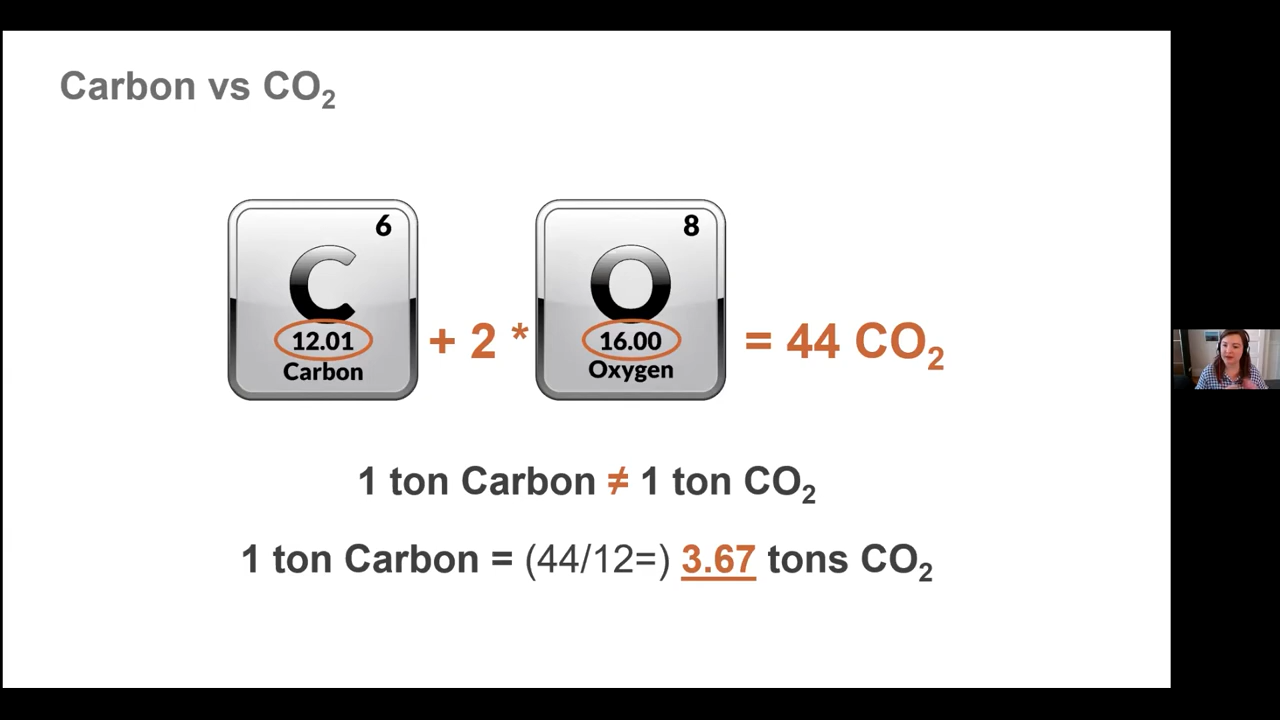 Carbon vs CO₂
6
C
12.01
Carbon
+ 2 *
8
O
16.00
Oxygen
= 44 CO₂
1 ton Carbon ≠ 1 ton CO₂
1 ton Carbon = (44/12=) 3.67 tons CO₂